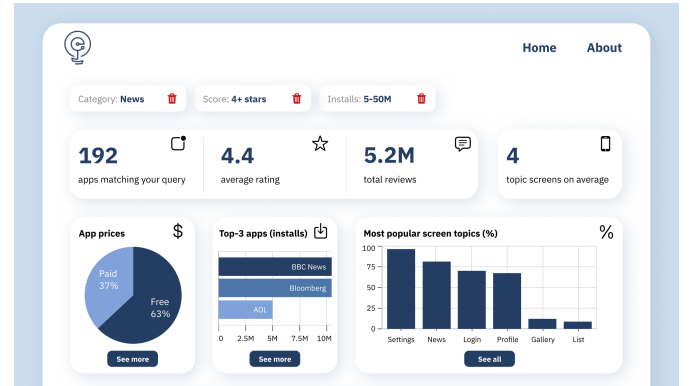 Home About
Category: News Score: 4+ stars Installs: 5-50M
192 4.4 5.2M 4
apps matching your query average rating total reviews topic screens on average
App prices $
Paid
37%
Free
63%
See more
Top-3 apps (installs)
BBC News
Bloomberg
AOL
0 2.5M 5M 7.5M 10M
See more
Most popular screen topics (%) %
100
75
50
25
0
Settings News Login Profile Gallery List
See all